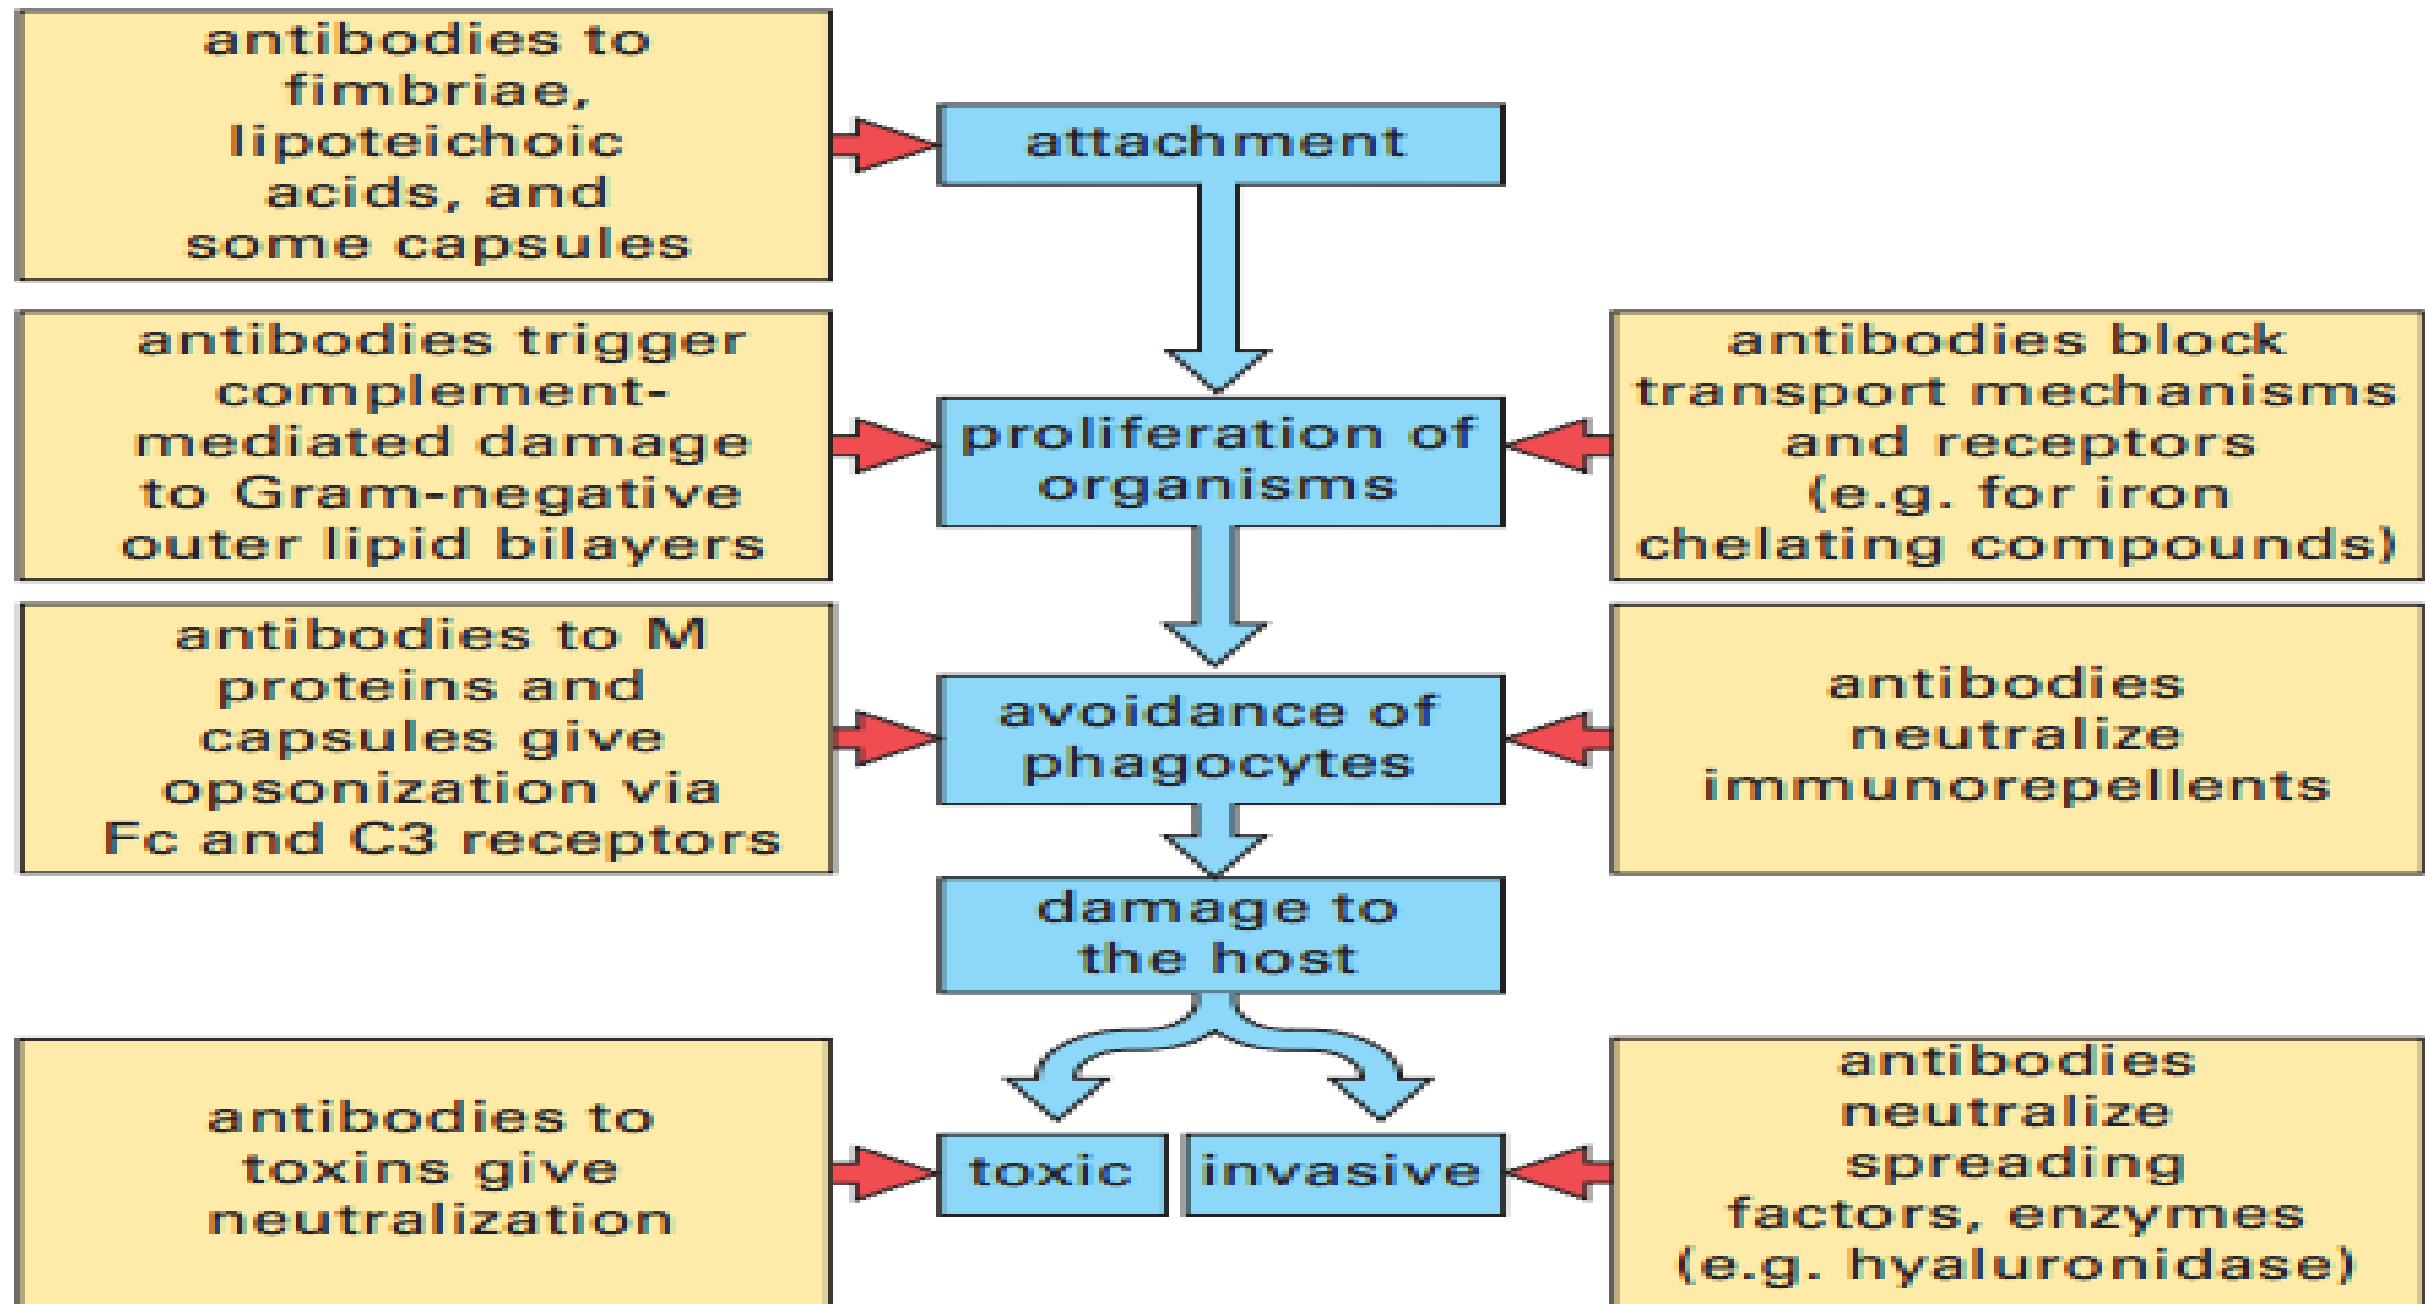 antibodies to
fimbriae,
lipoteichoic
acids, and
some capsules
attachment
antibodies trigger
complement-
mediated damage
to Gram-negative
outer lipid bilayers
proliferation of
organisms
antibodies block
transport mechanisms
and receptors
(e.g. for iron
chelating compounds)
antibodies to M
proteins and
capsules give
opsonization via
Fc and C3 receptors
avoidance of
phagocytes
antibodies
neutralize
immunorepellents
damage to
the host
antibodies to
toxins give
neutralization
toxic
invasive
antibodies
neutralize
spreading
factors, enzymes
(e.g. hyaluronidase)